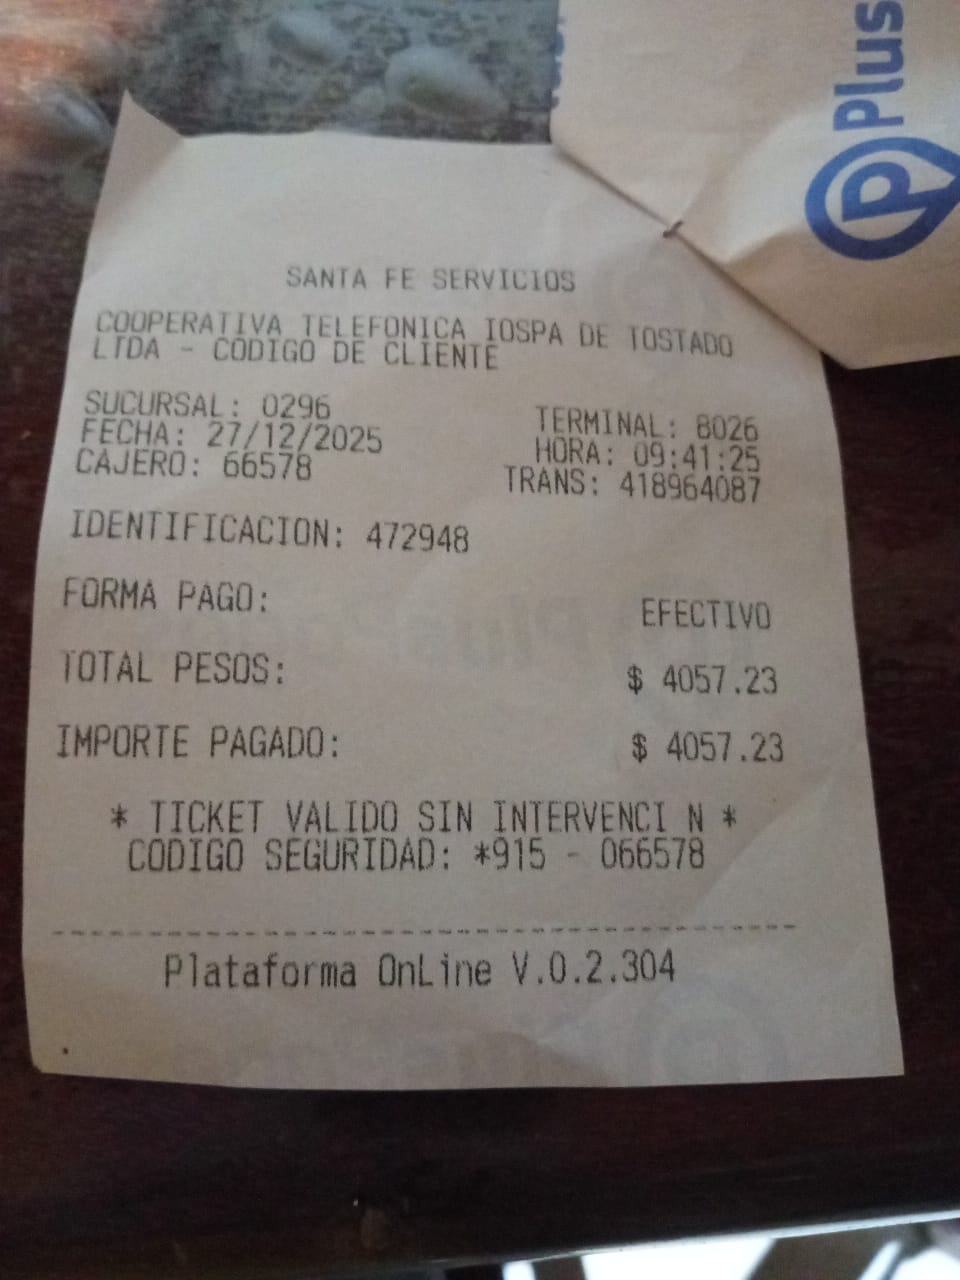 Plus
SANTA FE SERVICIOS
COOPERATIVA TELEFONICA IOSPA DE TOSTADO
LTDA - CODIGO DE CLIENTE
SUCURSAL: 0296 TERMINAL: 8026
FECHA: 27/12/2025 HORA: 09:41:25
CAJERO: 66578 TRANS: 418964087
IDENTIFICACION: 472948
FORMA PAGO: EFECTIVO
TOTAL PESOS: $ 4057.23
IMPORTE PAGADO: $ 4057.23
* TICKET VALIDO SIN INTERVENCI N *
CODIGO SEGURIDAD: *915 - 066578
Plataforma OnLine V.0.2.304